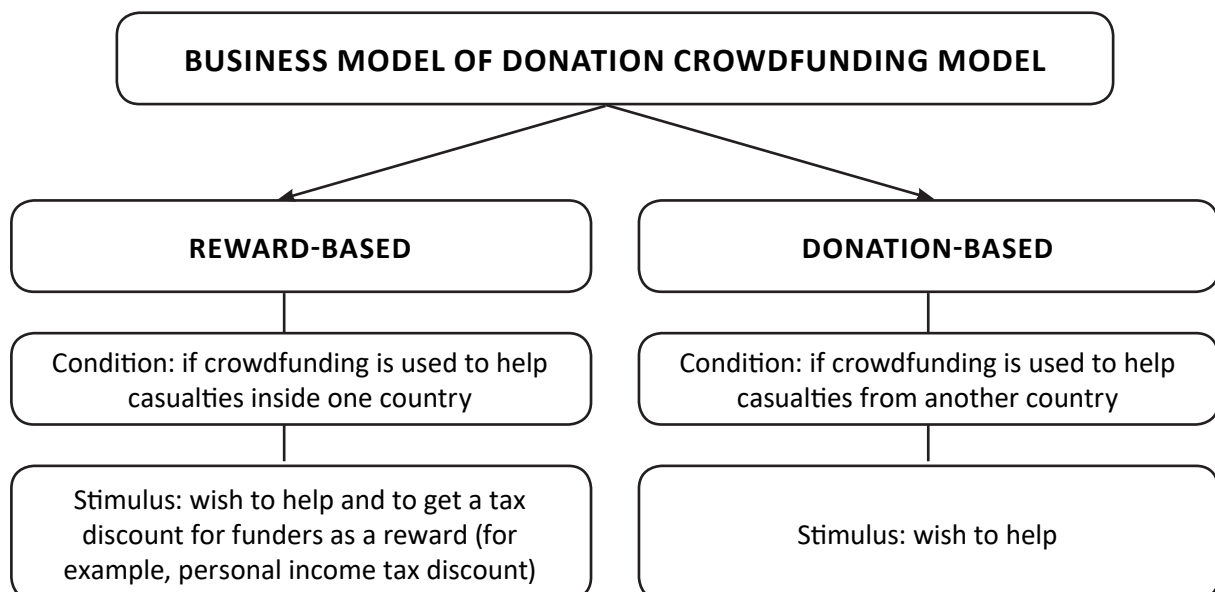 BUSINESS MODEL OF DONATION CROWDFUNDING MODEL
REWARD-BASED
Condition: if crowdfunding is used to help
casualties inside one country
Stimulus: wish to help and to get a tax
discount for funders as a reward (for
example, personal income tax discount)
DONATION-BASED
Condition: if crowdfunding is used to help
casualties from another country
Stimulus: wish to help